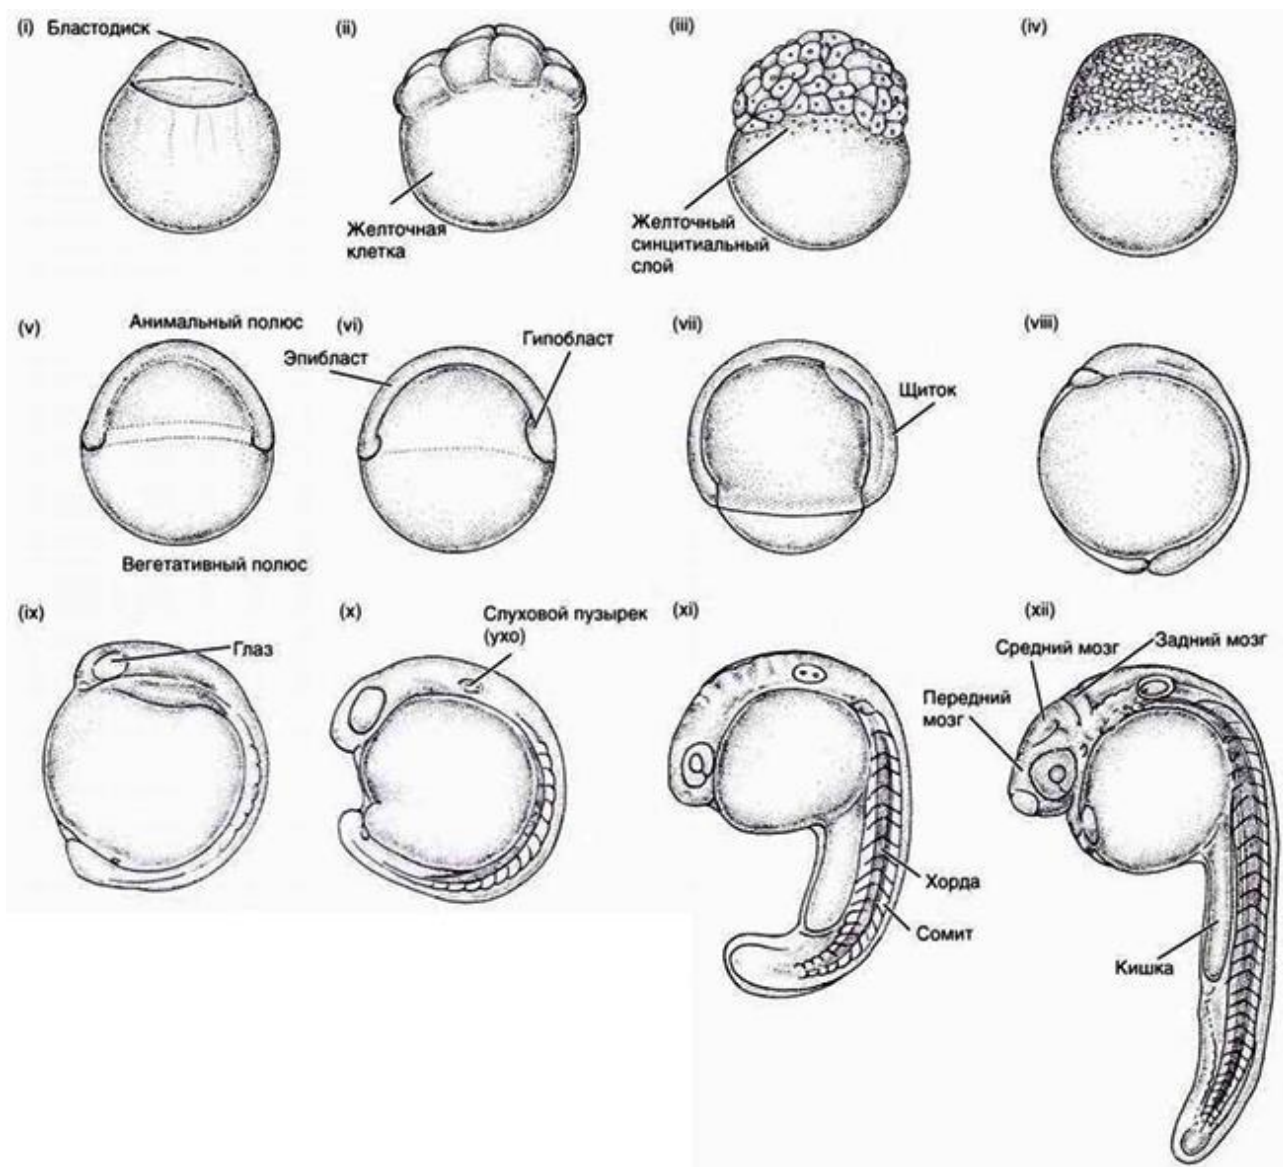 (i) Бластодиск
(ii)
(iii)
(iv)
Желточная
клетка
Желточный
синцитиальный
слой
(v)
Анимальный полюс
(vi)
Эпибласт
Гипобласт
(vii)
(viii)
Щиток
Вегетативный полюс
(ix)
Глаз
(x)
Слуховой пузырек
(ухо)
(xi)
(xii)
Средний мозг
Задний мозг
Передний
мозг
Хорда
Сомит
Кишка